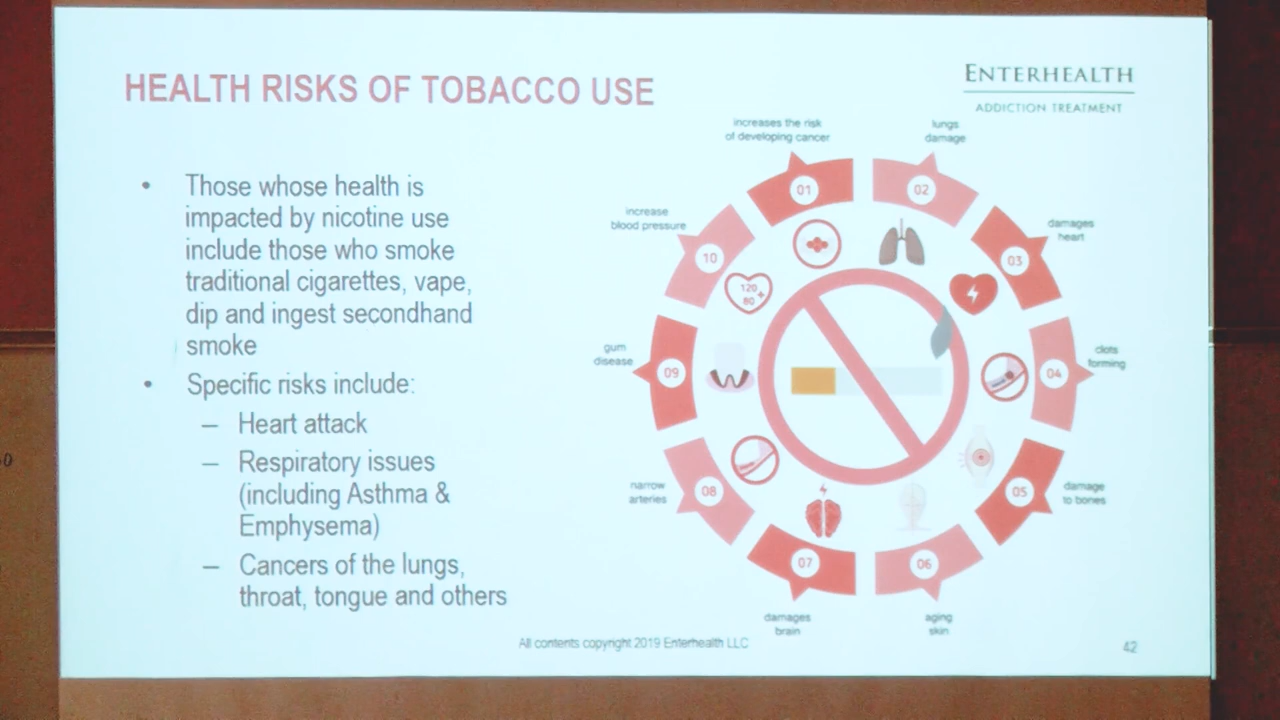 HEALTH RISKS OF TOBACCO USE
ENTERHEALTH
ADDICTION TREATMENT
• Those whose health is
impacted by nicotine use
include those who smoke
traditional cigarettes, vape,
dip and ingest secondhand
smoke
• Specific risks include:
– Heart attack
– Respiratory issues
(including Asthma &
Emphysema)
– Cancers of the lungs,
throat, tongue and others
increases the risk
of developing cancer
01
lungs
damage
02
damages
heart
03
clots
forming
04
damage
to bones
05
aging
skin
06
damages
brain
07
narrow
arteries
08
gum
disease
09
increase
blood pressure
10
120
80
+
All contents copyright 2019 Enterhealth LLC
42